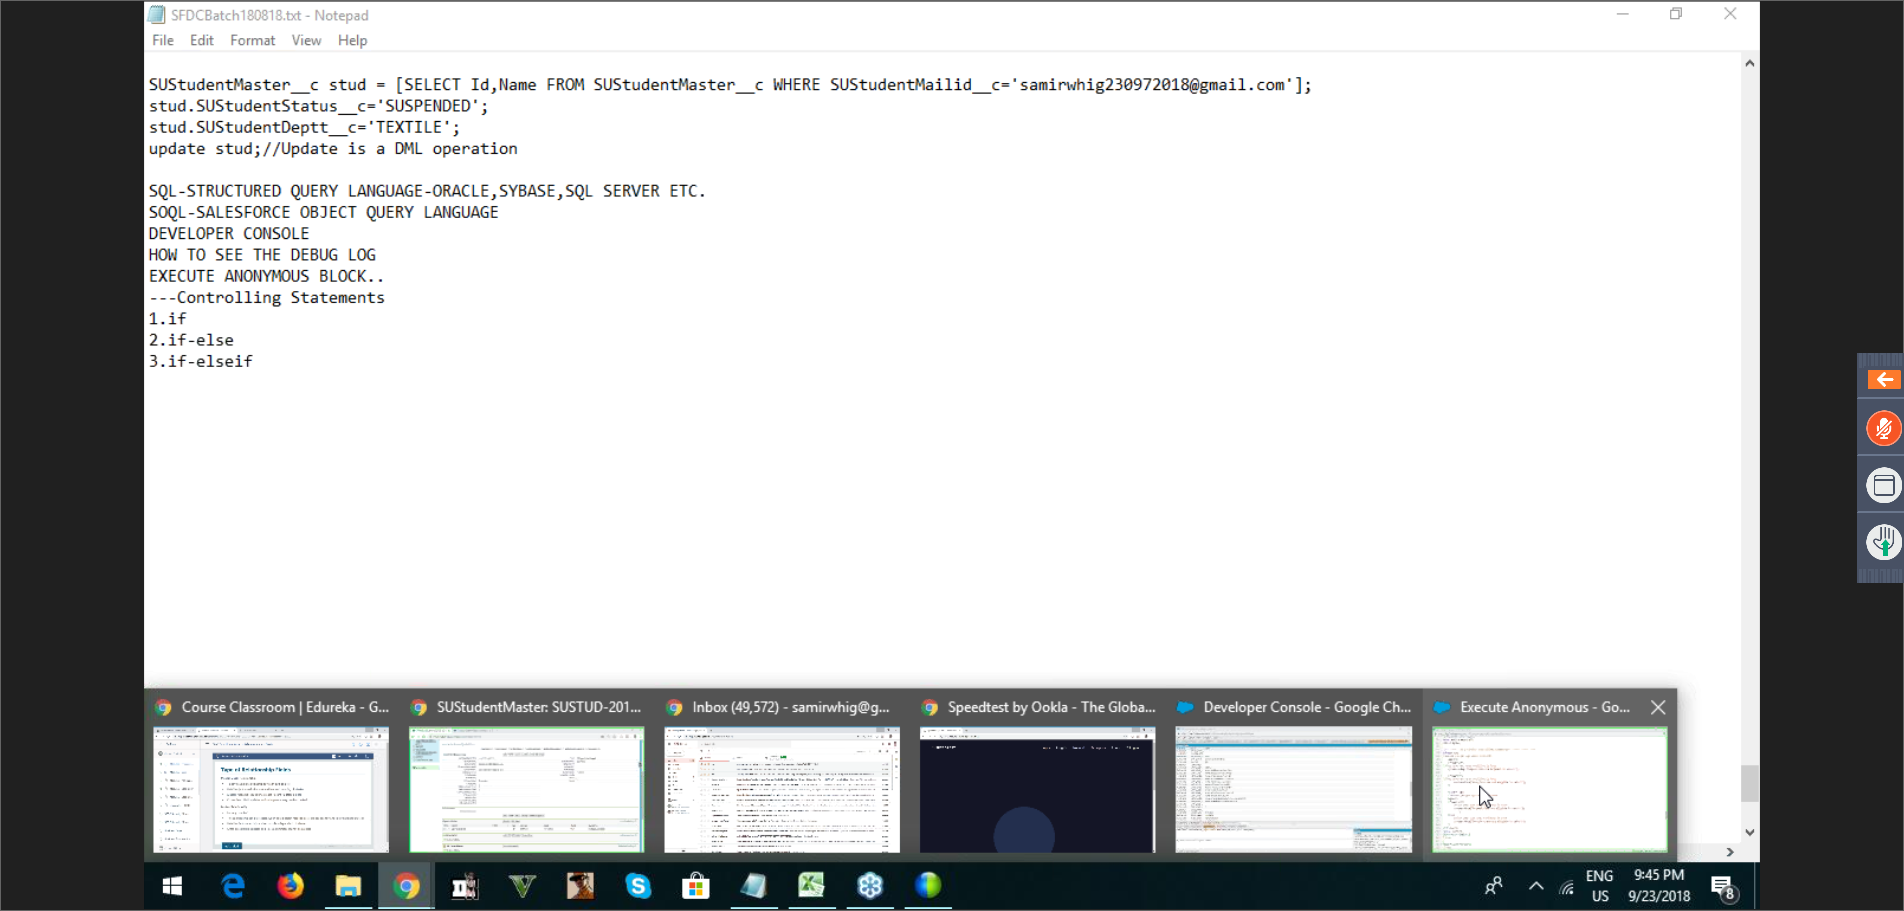 SFDCBatch180818.txt - Notepad
File Edit Format View Help
SUStudentMaster__c stud = [SELECT Id,Name FROM SUStudentMaster__c WHERE SUStudentMailid__c='samirwhig230972018@gmail.com'];
stud.SUStudentStatus__c='SUSPENDED';
stud.SUStudentDeptt__c='TEXTILE';
update stud;//Update is a DML operation
SQL-STRUCTURED QUERY LANGUAGE-ORACLE,SYBASE,SQL SERVER ETC.
SOQL-SALESFORCE OBJECT QUERY LANGUAGE
DEVELOPER CONSOLE
HOW TO SEE THE DEBUG LOG
EXECUTE ANONYMOUS BLOCK..
---Controlling Statements
1.if
2.if-else
3.if-elseif
Course Classroom | Edureka - G... SUStudentMaster: SUSTUD-201... Inbox (49,572) - samirwhig@g... Speedtest by Ookla - The Globa... Developer Console - Google Ch... Execute Anonymous - Go...
Type of Relationship Fields
ENG 9:45 PM
US 9/23/2018 8